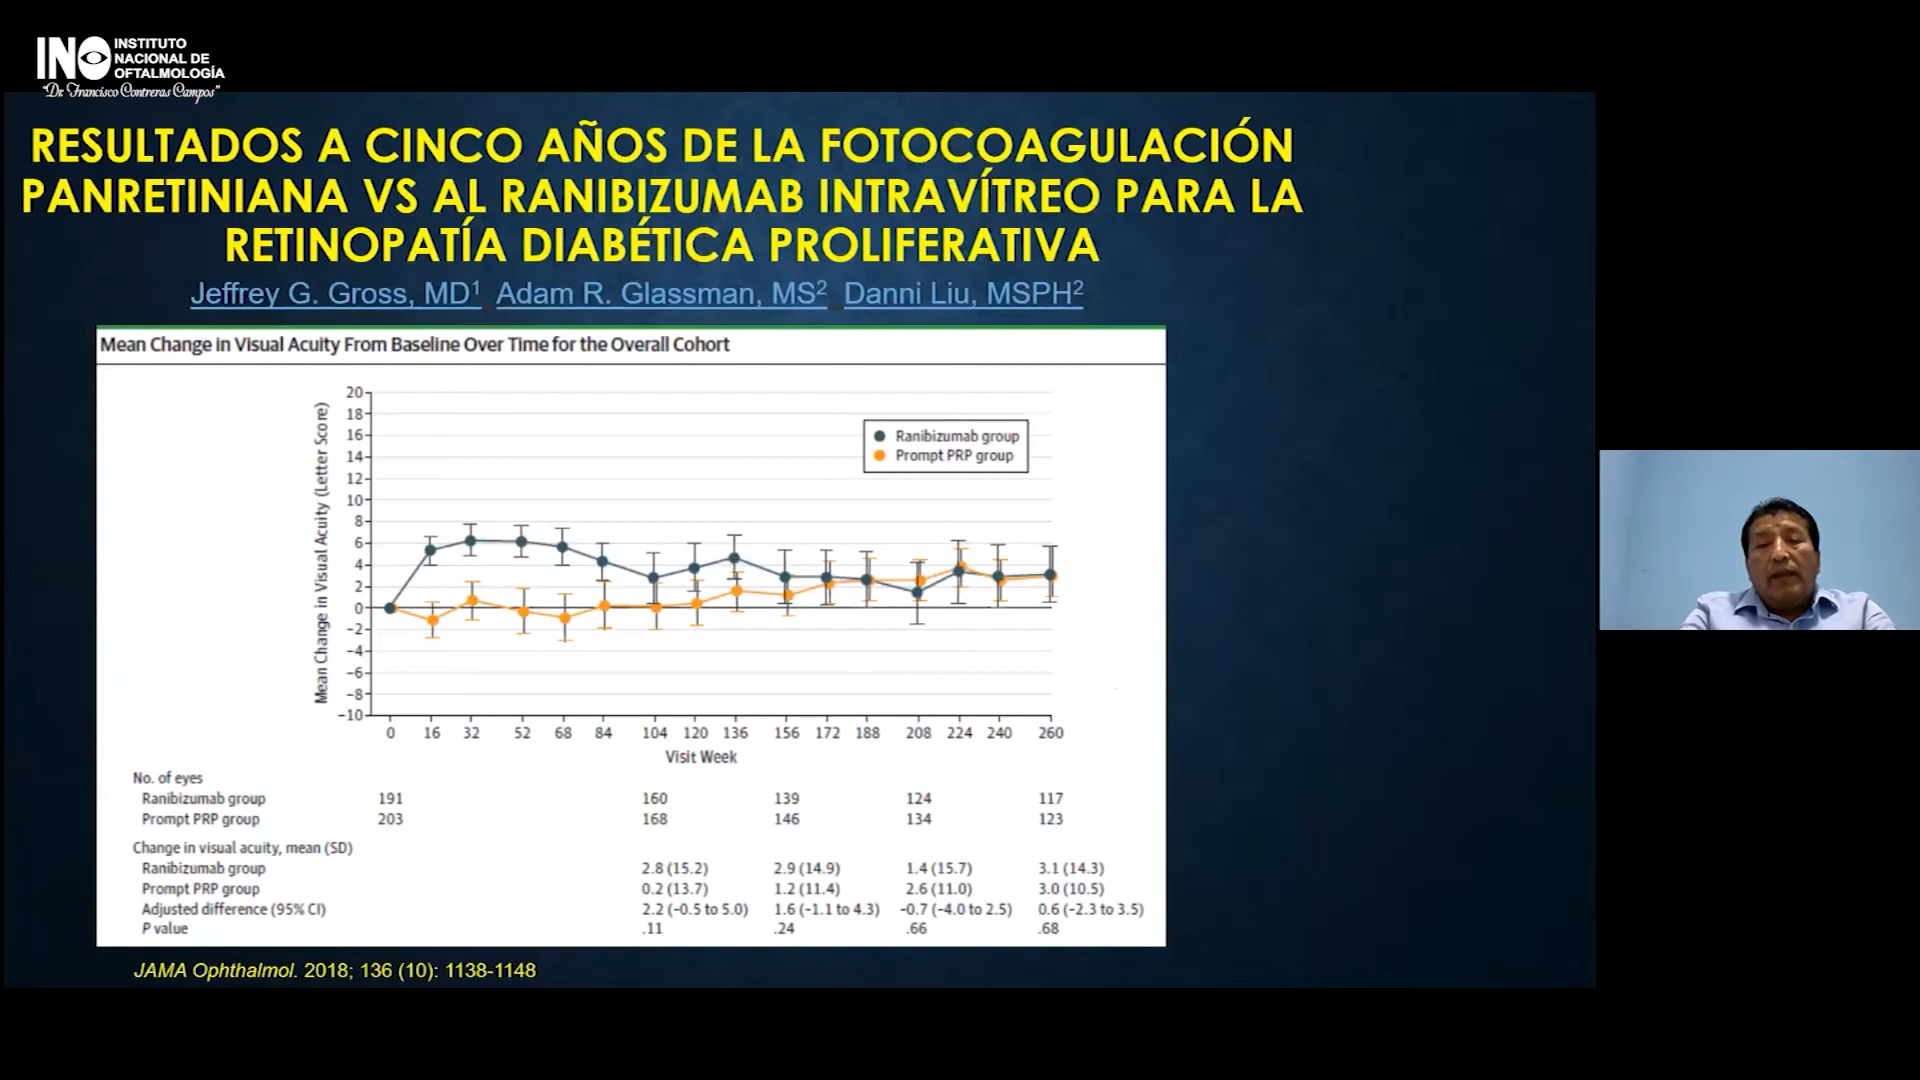 INO INSTITUTO
NACIONAL DE
OFTALMOLOGÍA
"Dr. Francisco Contreras Campos"
RESULTADOS A CINCO AÑOS DE LA FOTOCOAGULACIÓN
PANRETINIANA VS AL RANIBIZUMAB INTRAVÍTREO PARA LA
RETINOPATÍA DIABÉTICA PROLIFERATIVA
Jeffrey G. Gross, MD¹ Adam R. Glassman, MS² Danni Liu, MSPH²
Mean Change in Visual Acuity From Baseline Over Time for the Overall Cohort
Mean Change in Visual Acuity (Letter Score)
20
18
16
14
12
10
8
6
4
2
0
−2
−4
−6
−8
−10
Ranibizumab group
Prompt PRP group
0 16 32 52 68 84 104 120 136 156 172 188 208 224 240 260
Visit Week
No. of eyes
Ranibizumab group 191 160 139 124 117
Prompt PRP group 203 168 146 134 123
Change in visual acuity, mean (SD)
Ranibizumab group 2.8 (15.2) 2.9 (14.9) 1.4 (15.7) 3.1 (14.3)
Prompt PRP group 0.2 (13.7) 1.2 (11.4) 2.6 (11.0) 3.0 (10.5)
Adjusted difference (95% CI) 2.2 (−0.5 to 5.0) 1.6 (−1.1 to 4.3) -0.7 (−4.0 to 2.5) 0.6 (−2.3 to 3.5)
P value .11 .24 .66 .68
JAMA Ophthalmol. 2018; 136 (10): 1138-1148